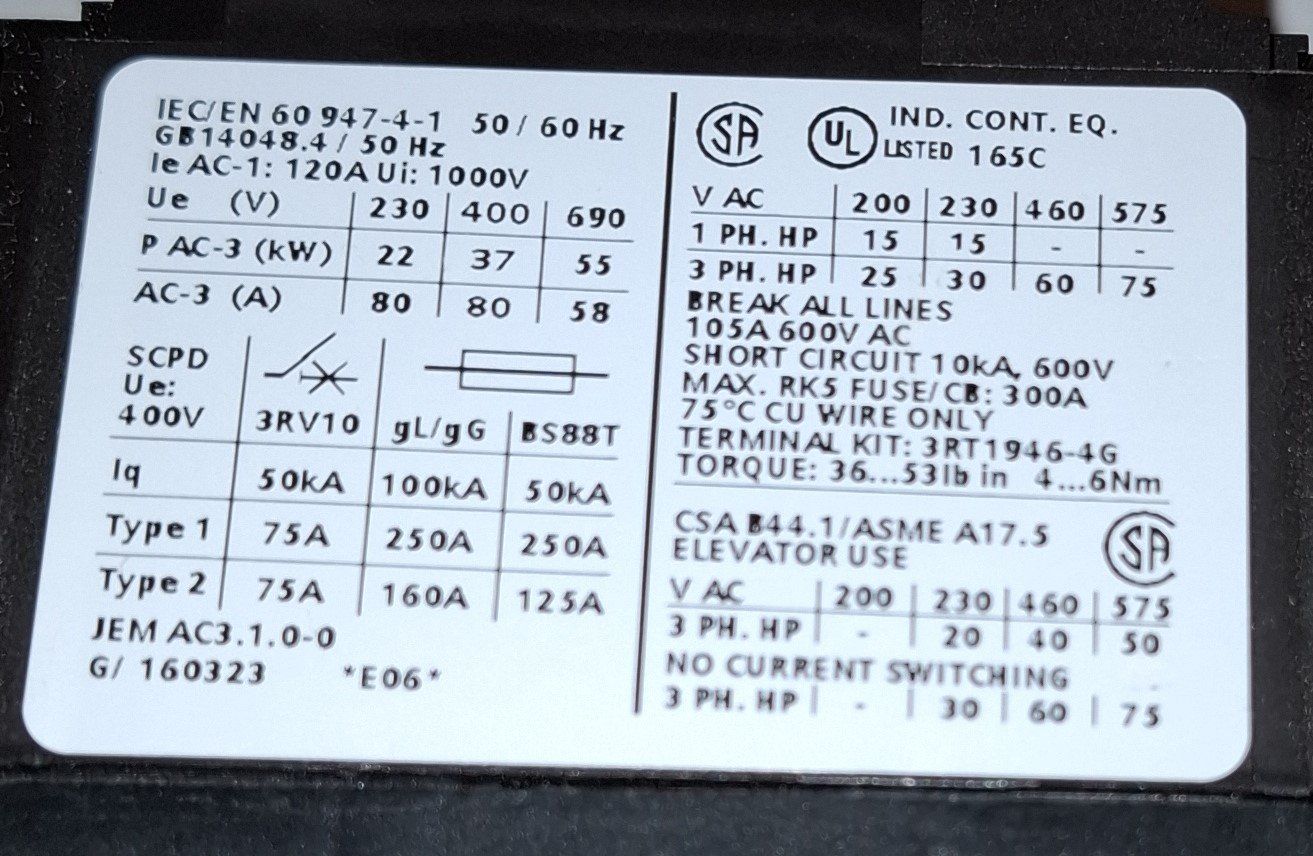 IEC/EN 60 947-4-1 50 / 60 Hz
GB14048.4 / 50 Hz
Ie AC-1: 120A Ui: 1000V
Ue (V) 230 400 690
P AC-3 (kW) 22 37 55
AC-3 (A) 80 80 58
SCPD
Ue:
400V 3RV10 gL/gG BS88T
Iq 50kA 100kA 50kA
Type 1 75A 250A 250A
Type 2 75A 160A 125A
JEM AC3.1.0-0
G/ 160323 *E06*
SA UL IND. CONT. EQ.
LISTED 165C
V AC 200 230 460 575
1 PH. HP 15 15 - -
3 PH. HP 25 30 60 75
BREAK ALL LINES
105A 600V AC
SHORT CIRCUIT 10kA, 600V
MAX. RK5 FUSE/CB: 300A
75°C CU WIRE ONLY
TERMINAL KIT: 3RT1946-4G
TORQUE: 36...53lb in 4...6Nm
CSA B44.1/ASME A17.5 SA
ELEVATOR USE
V AC 200 230 460 575
3 PH. HP - 20 40 50
NO CURRENT SWITCHING
3 PH. HP - 30 60 75